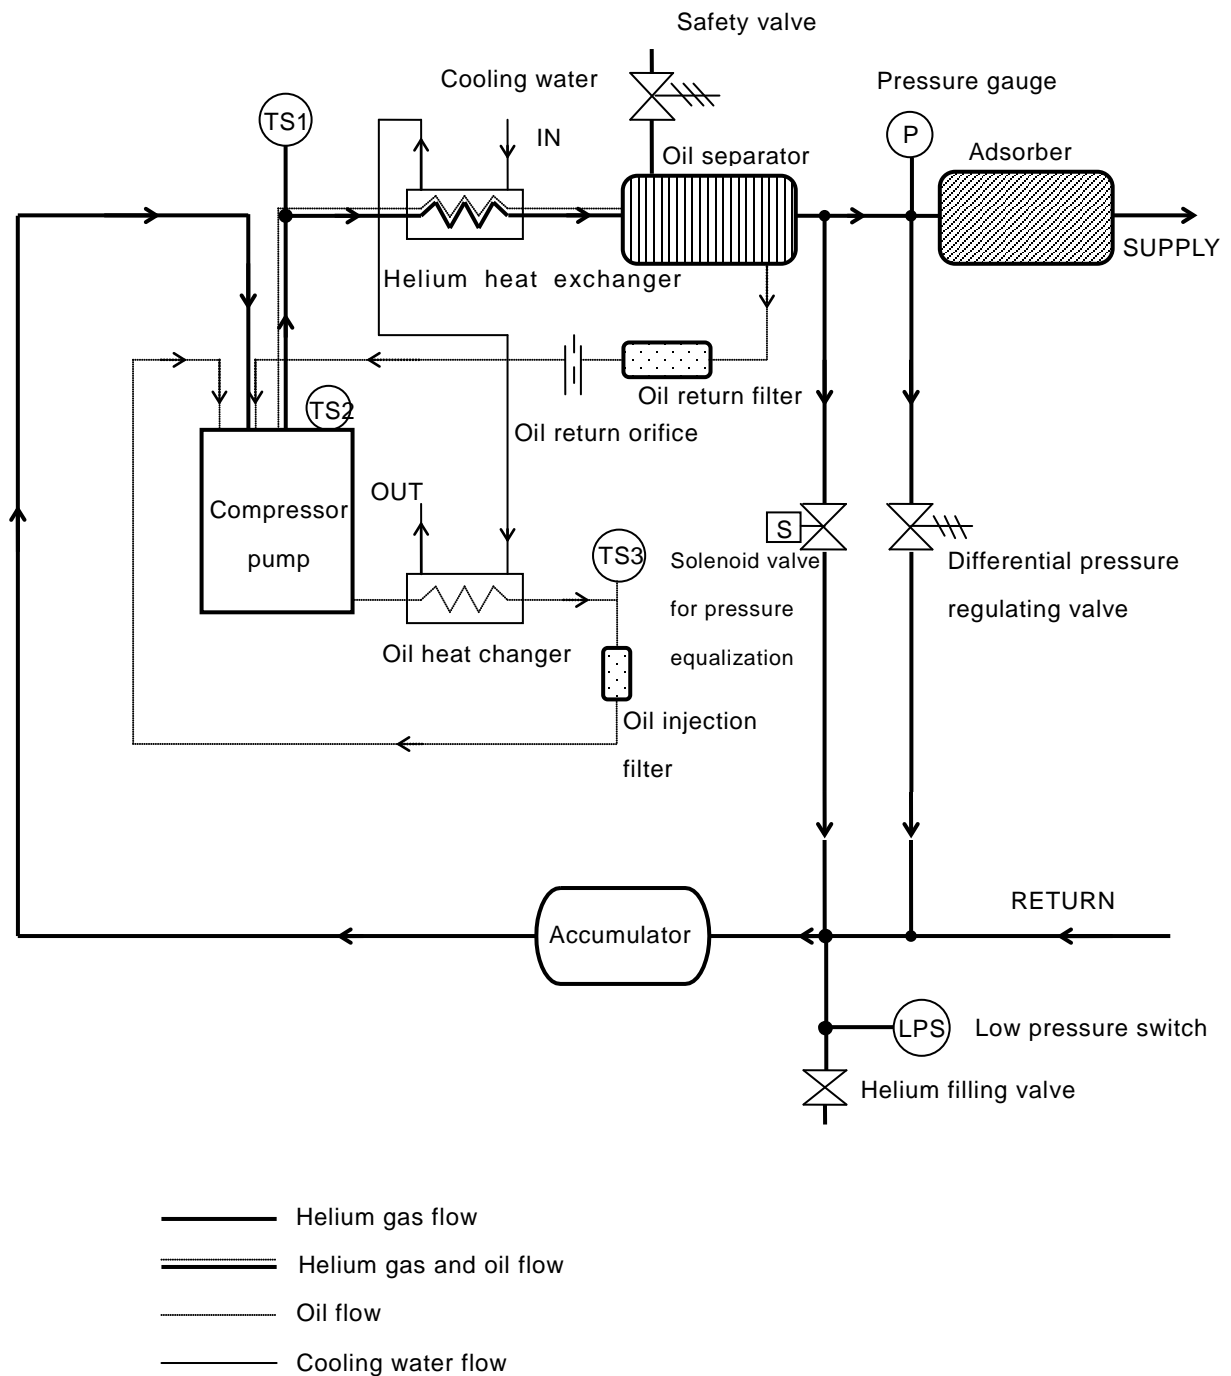 Safety valve
Cooling water
Pressure gauge
TS1
IN
P
Oil separator
Adsorber
SUPPLY
Helium heat exchanger
TS2
Oil return filter
Oil return orifice
OUT
Compressor
pump
TS3
S
Solenoid valve
for pressure
equalization
Differential pressure
regulating valve
Oil heat changer
Oil injection
filter
RETURN
Accumulator
LPS
Low pressure switch
Helium filling valve
Helium gas flow
Helium gas and oil flow
Oil flow
Cooling water flow